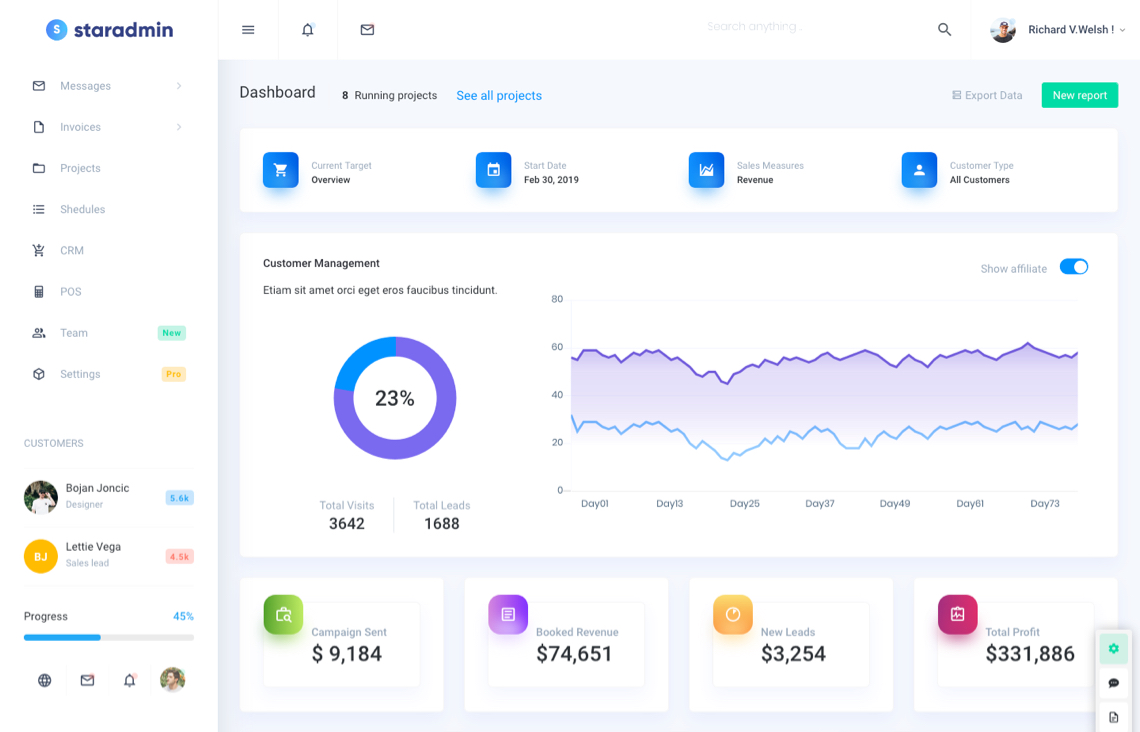 S staradmin
Search anything ..
Richard V.Welsh !
Messages
Invoices
Projects
Shedules
CRM
POS
Team New
Settings Pro
CUSTOMERS
Bojan Joncic
Designer
5.6k
BJ
Lettie Vega
Sales lead
4.5k
Progress 45%
Dashboard
8 Running projects
See all projects
Export Data
New report
Current Target
Overview
Start Date
Feb 30, 2019
Sales Measures
Revenue
Customer Type
All Customers
Customer Management
Etiam sit amet orci eget eros faucibus tincidunt.
Show affiliate
23%
Total Visits
3642
Total Leads
1688
80
60
40
20
0
Day01 Day13 Day25 Day37 Day49 Day61 Day73
Campaign Sent
$ 9,184
Booked Revenue
$74,651
New Leads
$3,254
Total Profit
$331,886